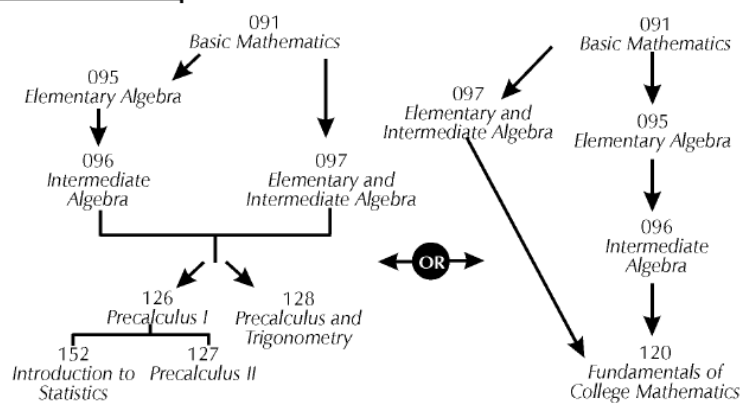 091
Basic Mathematics
095
Elementary Algebra
096
Intermediate
Algebra
097
Elementary and
Intermediate Algebra
126
Precalculus I
128
Precalculus and
Trigonometry
152
Introduction to
Statistics
127
Precalculus II
OR
091
Basic Mathematics
097
Elementary and
Intermediate Algebra
095
Elementary Algebra
096
Intermediate
Algebra
120
Fundamentals of
College Mathematics